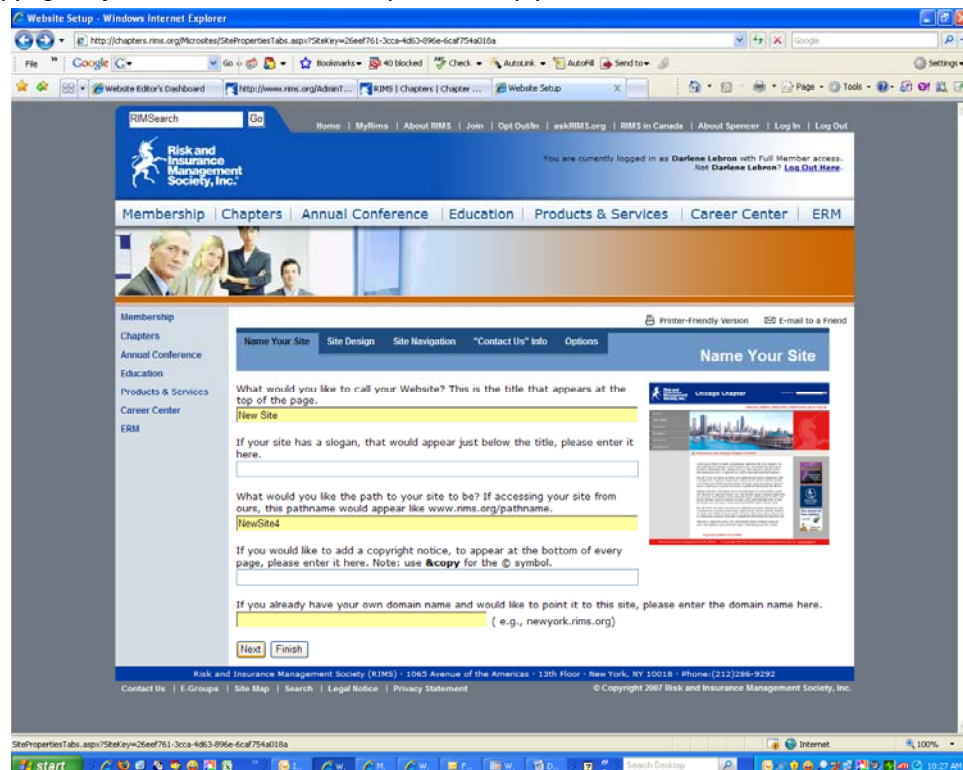 Website Setup - Windows Internet Explorer
http://chapters.rims.org/Microsites/SitePropertiesTabs.aspx?SiteKey=26eef761-3cca-4d63-896e-6caf754a018a
Google
File
Google
Go
Bookmarks
40 blocked
Check
AutoLink
AutoFill
Send to
Settings
Website Editor's Dashboard
http://www.rims.org/AdminT...
RIMS | Chapters | Chapter ...
Website Setup
Page
Tools
RIMSearch
Go
Home | MyRims | About RIMS | Join | Opt Out/In | askRIMS.org | RIMS in Canada | About Spencer | Log In | Log Out
Risk and
Insurance
Management
Society, Inc.
You are currently logged in as Darlene Lebron with Full Member access.
Not Darlene Lebron? Log Out Here.
Membership | Chapters | Annual Conference | Education | Products & Services | Career Center | ERM
Printer-Friendly Version
E-mail to a Friend
Membership
Chapters
Annual Conference
Education
Products & Services
Career Center
ERM
Name Your Site
Site Design
Site Navigation
"Contact Us" Info
Options
Name Your Site
What would you like to call your Website? This is the title that appears at the
top of the page.
New Site
If your site has a slogan, that would appear just below the title, please enter it
here.
What would you like the path to your site to be? If accessing your site from
ours, this pathname would appear like www.rims.org/pathname.
NewSite4
If you would like to add a copyright notice, to appear at the bottom of every
page, please enter it here. Note: use &copy for the © symbol.
If you already have your own domain name and would like to point it to this site, please enter the domain name here.
( e.g., newyork.rims.org)
Next
Finish
Chicago Chapter
Risk and Insurance Management Society (RIMS) - 1065 Avenue of the Americas - 13th Floor - New York, NY 10018 - Phone:(212)286-9292
Contact Us | E-Groups | Site Map | Search | Legal Notice | Privacy Statement
© Copyright 2007 Risk and Insurance Management Society, Inc.
SitePropertiesTabs.aspx?SiteKey=26eef761-3cca-4d63-896e-6caf754a018a
Internet
100%
start
Search Desktop
10:27 AM